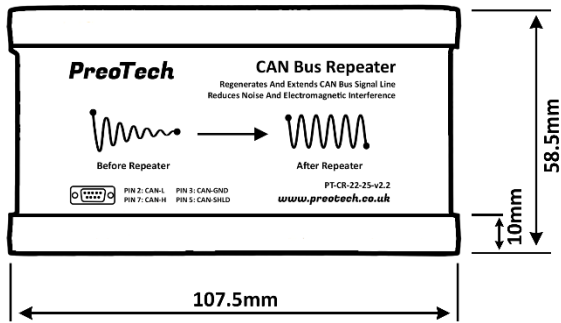 PreoTech
CAN Bus Repeater
Regenerates And Extends CAN Bus Signal Line
Reduces Noise And Electromagnetic Interference
Before Repeater
After Repeater
PIN 2: CAN-L PIN 3: CAN-GND
PIN 7: CAN-H PIN 5: CAN-SHLD
PT-CR-22-25-v2.2
www.preotech.co.uk
58.5mm
10mm
107.5mm